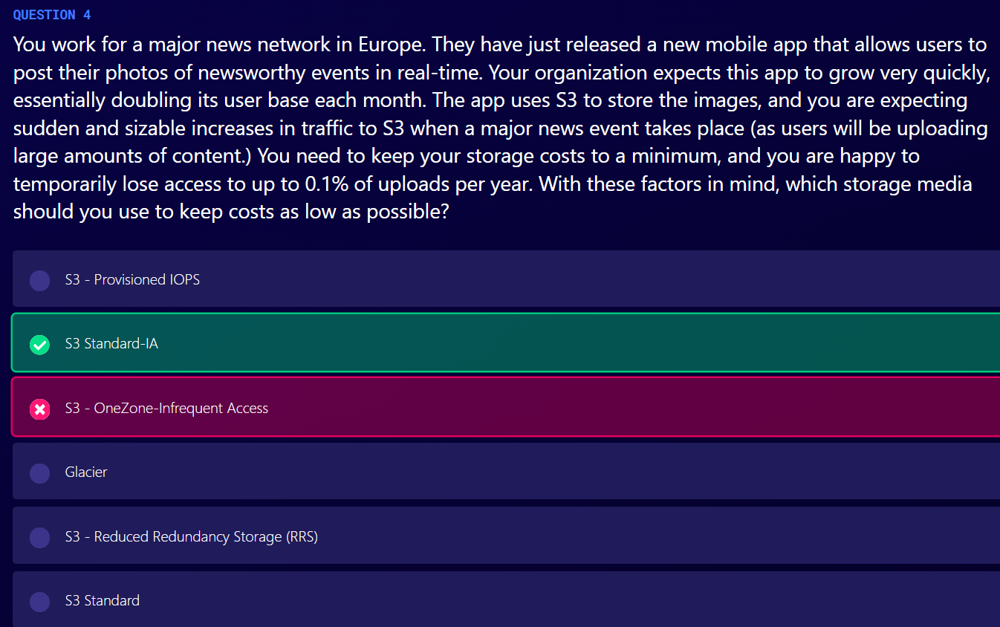 QUESTION 4
You work for a major news network in Europe. They have just released a new mobile app that allows users to
post their photos of newsworthy events in real-time. Your organization expects this app to grow very quickly,
essentially doubling its user base each month. The app uses S3 to store the images, and you are expecting
sudden and sizable increases in traffic to S3 when a major news event takes place (as users will be uploading
large amounts of content.) You need to keep your storage costs to a minimum, and you are happy to
temporarily lose access to up to 0.1% of uploads per year. With these factors in mind, which storage media
should you use to keep costs as low as possible?
S3 - Provisioned IOPS
S3 Standard-IA
S3 - OneZone-Infrequent Access
Glacier
S3 - Reduced Redundancy Storage (RRS)
S3 Standard